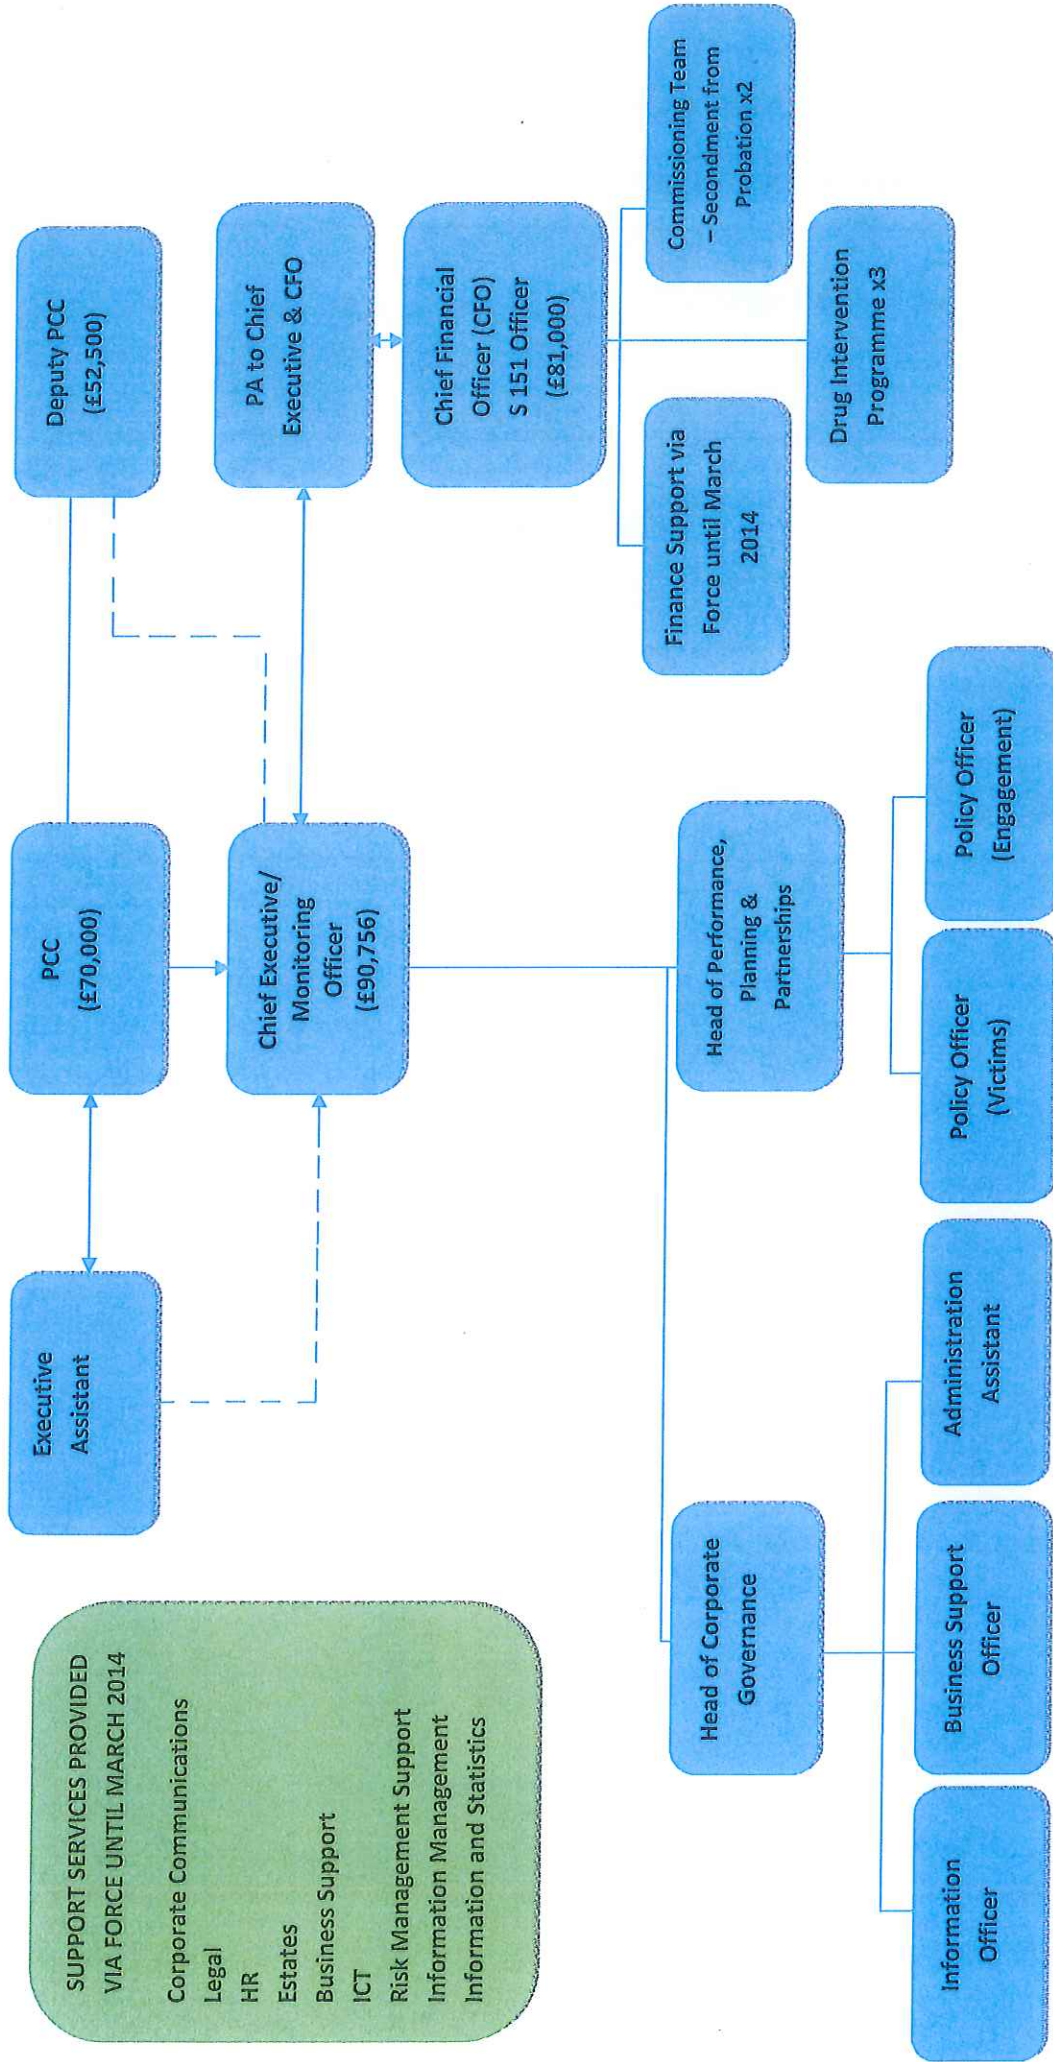 SUPPORT SERVICES PROVIDED
VIA FORCE UNTIL MARCH 2014
Corporate Communications
Legal
HR
Estates
Business Support
ICT
Risk Management Support
Information Management
Information and Statistics
Executive
Assistant
PCC
(£70,000)
Deputy PCC
(£52,500)
Chief Executive/
Monitoring
Officer
(£90,756)
PA to Chief
Executive & CFO
Chief Financial
Officer (CFO)
S 151 Officer
(£81,000)
Head of Corporate
Governance
Head of Performance,
Planning &
Partnerships
Finance Support via
Force until March
2014
Commissioning Team
– Secondment from
Probation x2
Drug Intervention
Programme x3
Information
Officer
Business Support
Officer
Administration
Assistant
Policy Officer
(Victims)
Policy Officer
(Engagement)